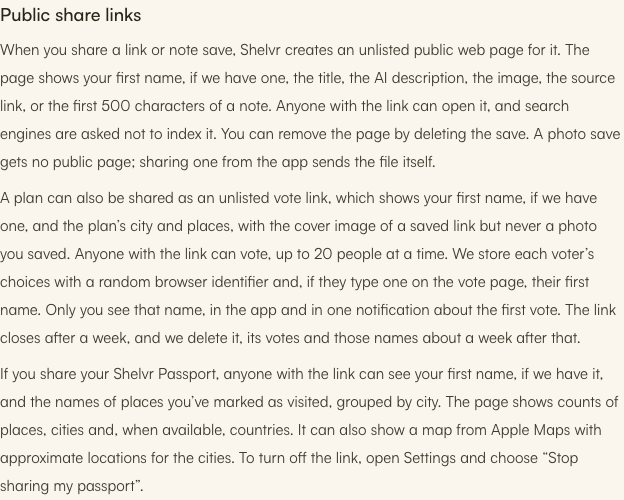 Public share links
When you share a link or note save, Shelvr creates an unlisted public web page for it. The
page shows your first name, if we have one, the title, the AI description, the image, the source
link, or the first 500 characters of a note. Anyone with the link can open it, and search
engines are asked not to index it. You can remove the page by deleting the save. A photo save
gets no public page; sharing one from the app sends the file itself.
A plan can also be shared as an unlisted vote link, which shows your first name, if we have
one, and the plan’s city and places, with the cover image of a saved link but never a photo
you saved. Anyone with the link can vote, up to 20 people at a time. We store each voter’s
choices with a random browser identifier and, if they type one on the vote page, their first
name. Only you see that name, in the app and in one notification about the first vote. The link
closes after a week, and we delete it, its votes and those names about a week after that.
If you share your Shelvr Passport, anyone with the link can see your first name, if we have it,
and the names of places you’ve marked as visited, grouped by city. The page shows counts of
places, cities and, when available, countries. It can also show a map from Apple Maps with
approximate locations for the cities. To turn off the link, open Settings and choose “Stop
sharing my passport”.